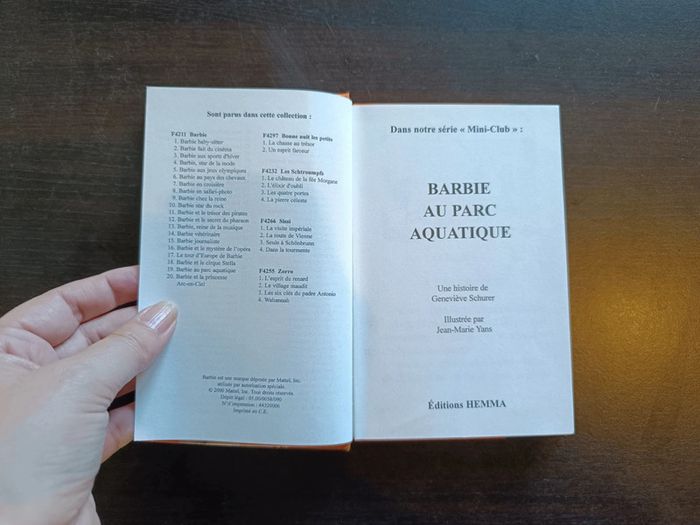 Sont parus dans cette collection :
F4211 Barbie
1. Barbie baby-sitter
2. Barbie fait du cinéma
3. Barbie aux sports d'hiver
4. Barbie, star de la mode
5. Barbie aux jeux olympiques
6. Barbie au pays des chevaux
7. Barbie en croisière
8. Barbie en safari-photo
9. Barbie chez la reine
10. Barbie star du rock
11. Barbie et le trésor des pirates
12. Barbie et le secret du pharaon
13. Barbie, reine de la musique
14. Barbie vétérinaire
15. Barbie journaliste
16. Barbie et le mystère de l'opéra
17. Le tour d'Europe de Barbie
18. Barbie et le cirque Stella
19. Barbie au parc aquatique
20. Barbie et la princesse
Arc-en-Ciel
F4297 Bonne nuit les petits
1. La chasse au trésor
2. Un esprit farceur
F4232 Les Schtroumpfs
1. Le château de la fée Morgane
2. L'élixir d'oubli
3. Les quatre portes
4. La pierre céleste
F4266 Sissi
1. La visite impériale
2. La route de Vienne
3. Seule à Schönbrunn
4. Dans la tourmente
F4255 Zorro
1. L'esprit du renard
2. Le village maudit
3. Les six clés du padre Antonio
4. Wahanoah
Barbie est une marque déposée par Mattel, Inc.
utilisée par autorisation spéciale.
© 2000 Mattel, Inc. Tous droits réservés.
Dépôt légal : 05.00/0058/090
N° d'impression : 44320006
Imprimé en C.E.
Dans notre série « Mini-Club » :
BARBIE
AU PARC
AQUATIQUE
Une histoire de
Geneviève Schurer
Illustrée par
Jean-Marie Yans
Éditions HEMMA